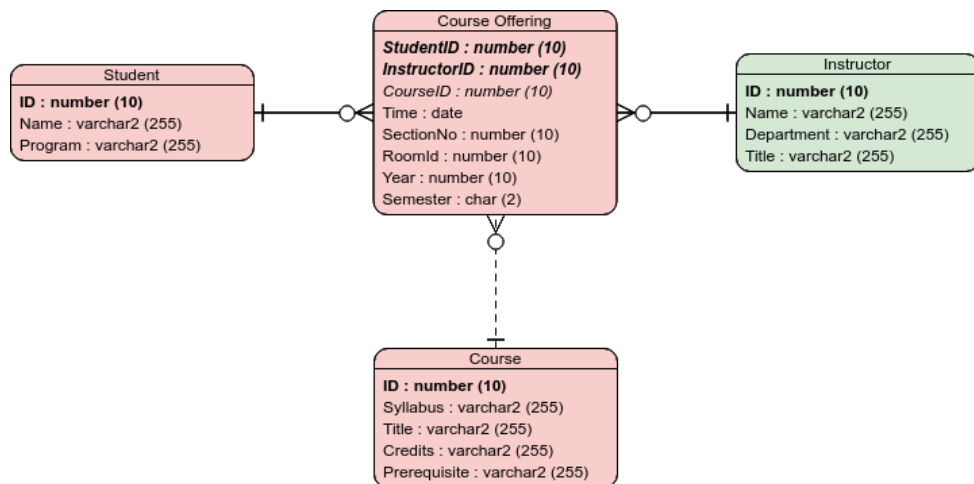 Student
ID : number (10)
Name : varchar2 (255)
Program : varchar2 (255)
Course Offering
StudentID : number (10)
InstructorID : number (10)
CourseID : number (10)
Time : date
SectionNo : number (10)
RoomId : number (10)
Year : number (10)
Semester : char (2)
Instructor
ID : number (10)
Name : varchar2 (255)
Department : varchar2 (255)
Title : varchar2 (255)
Course
ID : number (10)
Syllabus : varchar2 (255)
Title : varchar2 (255)
Credits : varchar2 (255)
Prerequisite : varchar2 (255)